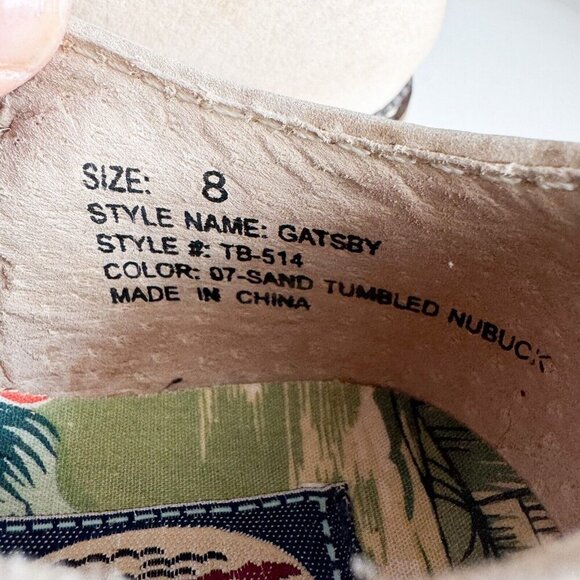 SIZE: 8
STYLE NAME: GATSBY
STYLE #: TB-514
COLOR: 07-SAND TUMBLED NUBUCK
MADE IN CHINA